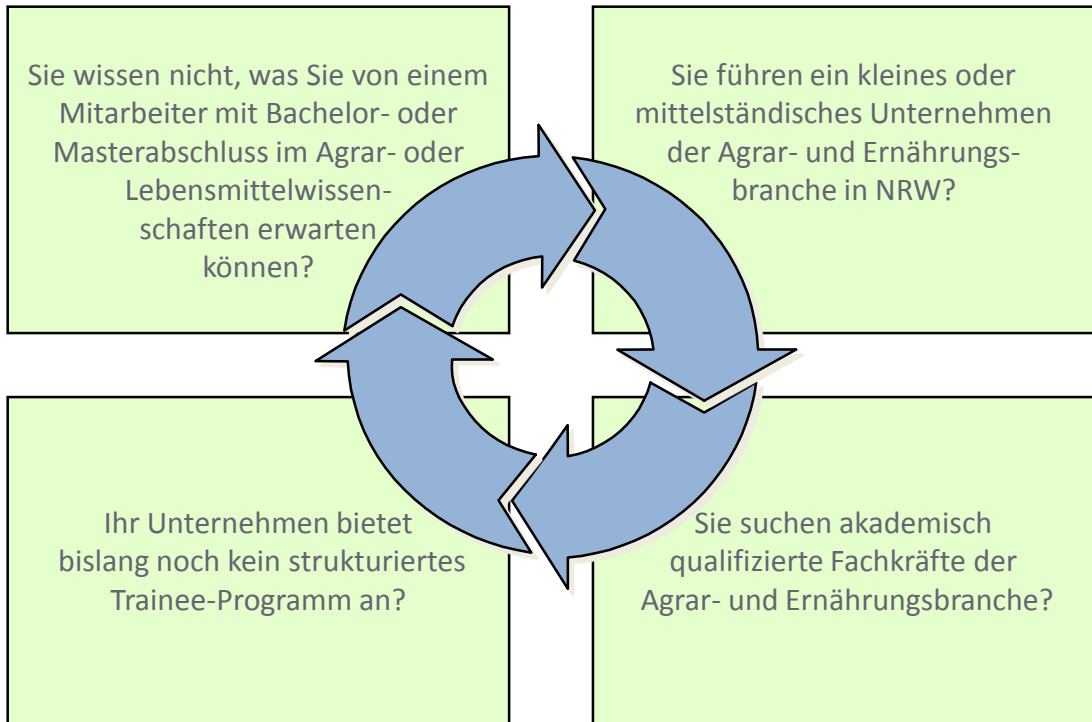 Sie wissen nicht, was Sie von einem
Mitarbeiter mit Bachelor- oder
Masterabschluss im Agrar- oder
Lebensmittelwissen-
schaften erwarten
können?
Sie führen ein kleines oder
mittelständisches Unternehmen
der Agrar- und Ernährungs-
branche in NRW?
Ihr Unternehmen bietet
bislang noch kein strukturiertes
Trainee-Programm an?
Sie suchen akademisch
qualifizierte Fachkräfte der
Agrar- und Ernährungsbranche?